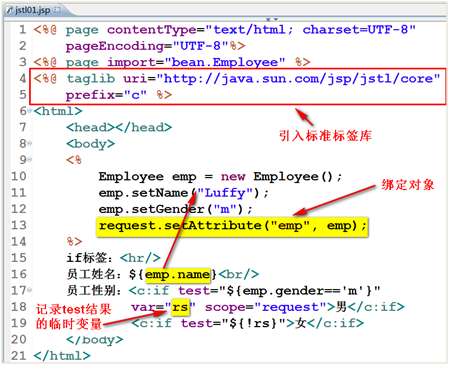 jstl01.jsp
1 <%@ page contentType="text/html; charset=UTF-8"
2 pageEncoding="UTF-8"%>
3 <%@ page import="bean.Employee" %>
4 <%@ taglib uri="http://java.sun.com/jsp/jstl/core"
5 prefix="c" %>
6 <html>
引入标准标签库
7 <head></head>
8 <body>
9 <%
10 Employee emp = new Employee();
11 emp.setName("Luffy");
绑定对象
12 emp.setGender("m");
13 request.setAttribute("emp", emp);
14 %>
15 if标签：<hr/>
16 员工姓名：${emp.name}<br/>
17 员工性别：<c:if test="${emp.gender=='m'}"
记录test结果
18 var="rs" scope="request">男</c:if>
的临时变量
19 <c:if test="${!rs}">女</c:if>
20 </body>
21 </html>